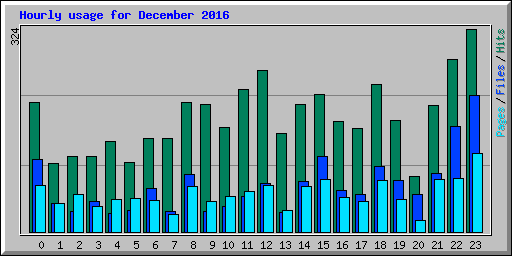 Hourly usage for December 2016
324
Pages / Files / Hits
0 1 2 3 4 5 6 7 8 9 10 11 12 13 14 15 16 17 18 19 20 21 22 23